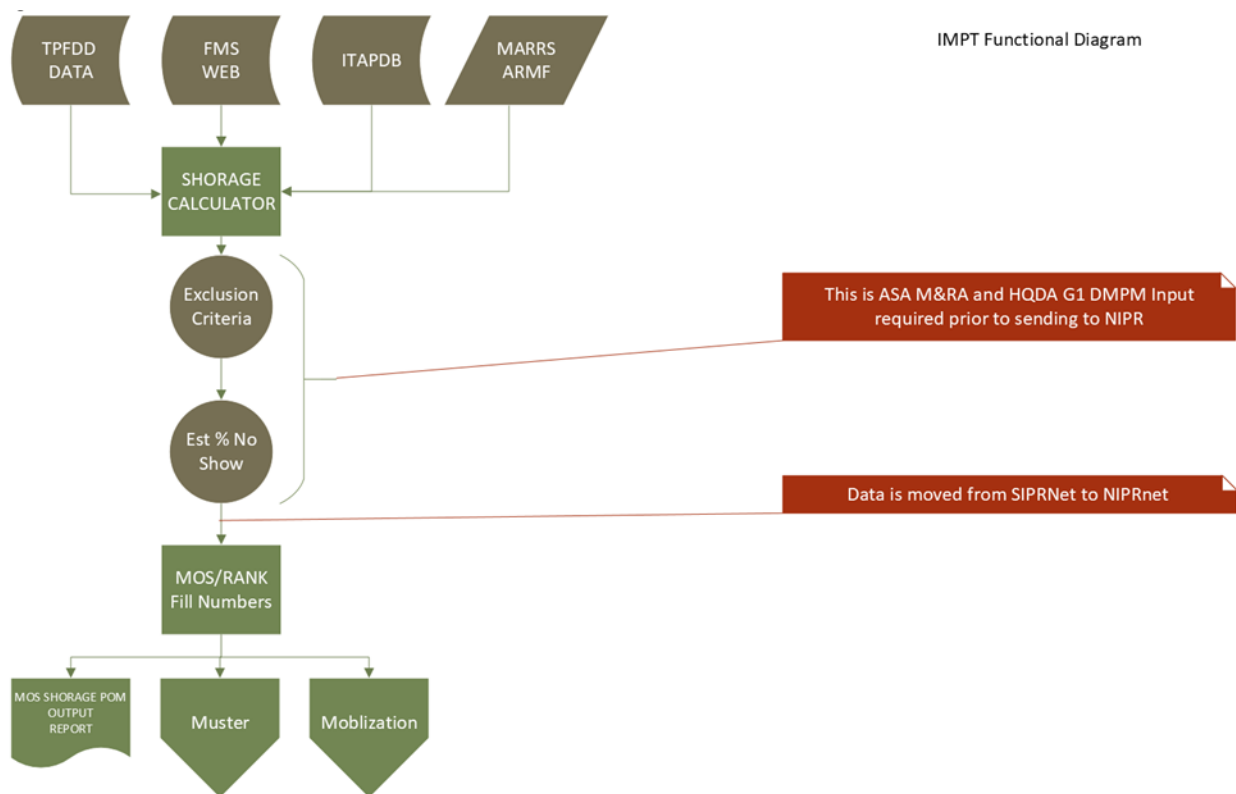 TPFDD
DATA
FMS
WEB
ITAPDB
MARRS
ARMF
IMPT Functional Diagram
SHORAGE
CALCULATOR
Exclusion
Criteria
This is ASA M&RA and HQDA G1 DMPM Input
required prior to sending to NIPR
Est % No
Show
Data is moved from SIPRNet to NIPRnet
MOS/RANK
Fill Numbers
MOS SHORAGE POM
OUTPUT
REPORT
Muster
Moblization